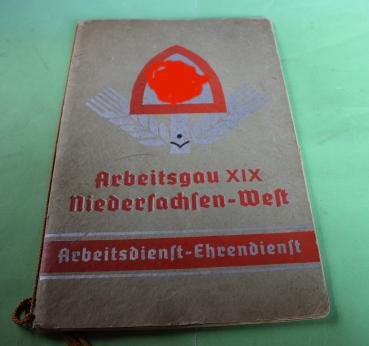 Arbeitsgau XIX
Niederſachſen-Weſt
Arbeitsdienſt-Ehrendienſt